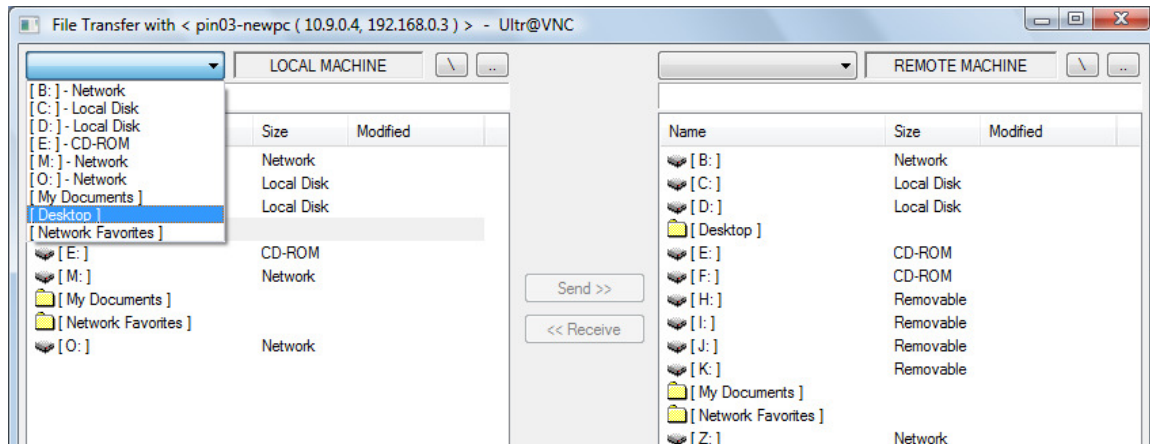 File Transfer with < pin03-newpc ( 10.9.0.4, 192.168.0.3 ) > - Ultr@VNC
LOCAL MACHINE \ ..
[ B: ] - Network
[ C: ] - Local Disk
[ D: ] - Local Disk
[ E: ] - CD-ROM
[ M: ] - Network
[ O: ] - Network
[ My Documents ]
[ Desktop ]
[ Network Favorites ]
Size Modified
Network
Local Disk
Local Disk
[ E: ] CD-ROM
[ M: ] Network
[ My Documents ]
[ Network Favorites ]
[ O: ] Network
Send >>
<< Receive
REMOTE MACHINE \ ..
Name Size Modified
[ B: ] Network
[ C: ] Local Disk
[ D: ] Local Disk
[ Desktop ]
[ E: ] CD-ROM
[ F: ] CD-ROM
[ H: ] Removable
[ I: ] Removable
[ J: ] Removable
[ K: ] Removable
[ My Documents ]
[ Network Favorites ]
[ Z: ] Network